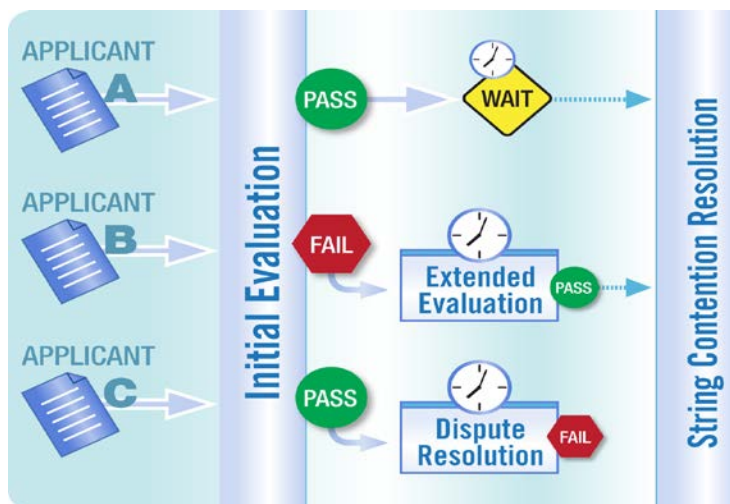 APPLICANT
A
PASS
WAIT
APPLICANT
B
FAIL
Extended
Evaluation
PASS
APPLICANT
C
PASS
Dispute
Resolution
FAIL
Initial Evaluation
String Contention Resolution